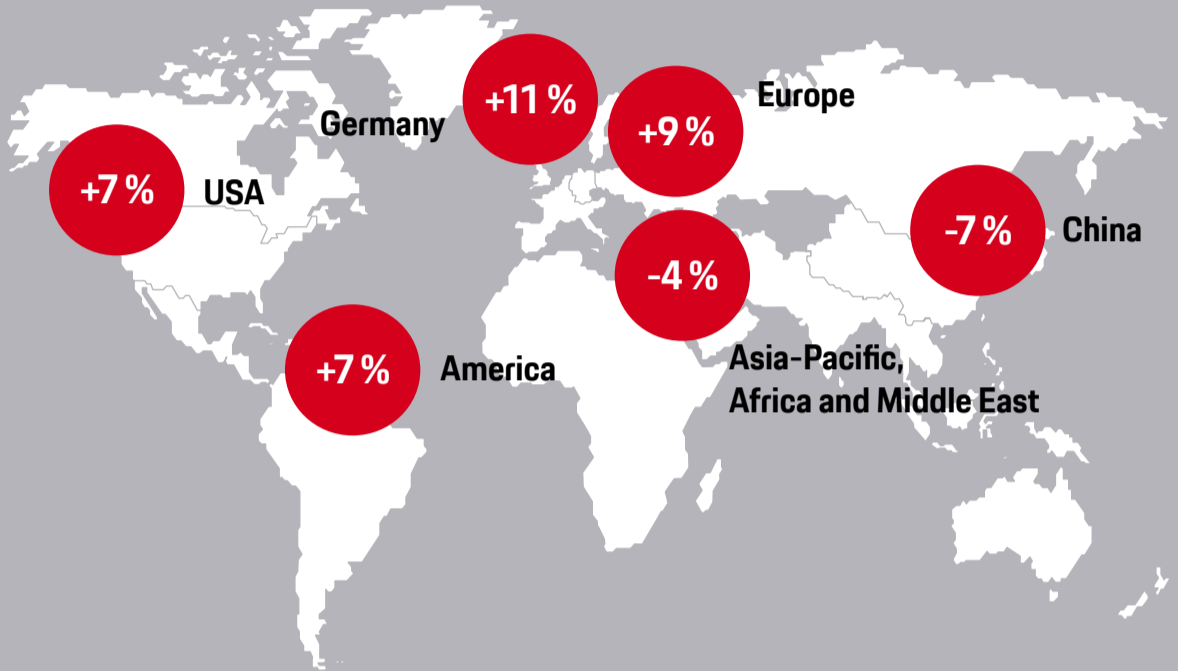 +11 %
Germany
+9 %
Europe
+7 %
USA
-7 %
China
-4 %
Asia-Pacific,
Africa and Middle East
+7 %
America